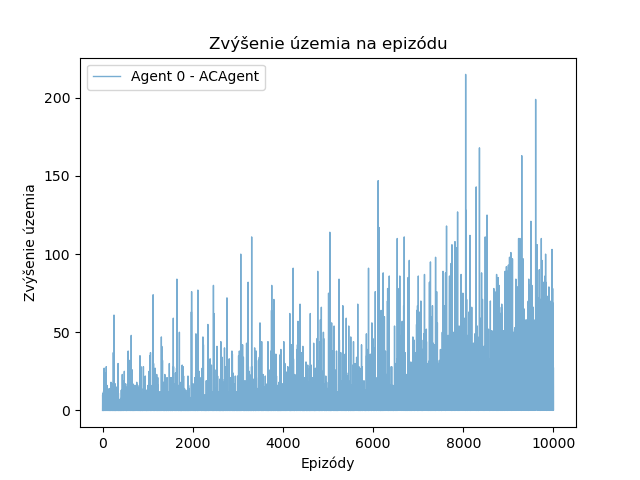 Zvýšenie územia na epizódu
Agent 0 - ACAgent
Zvýšenie územia
200
150
100
50
0
0 2000 4000 6000 8000 10000
Epizódy